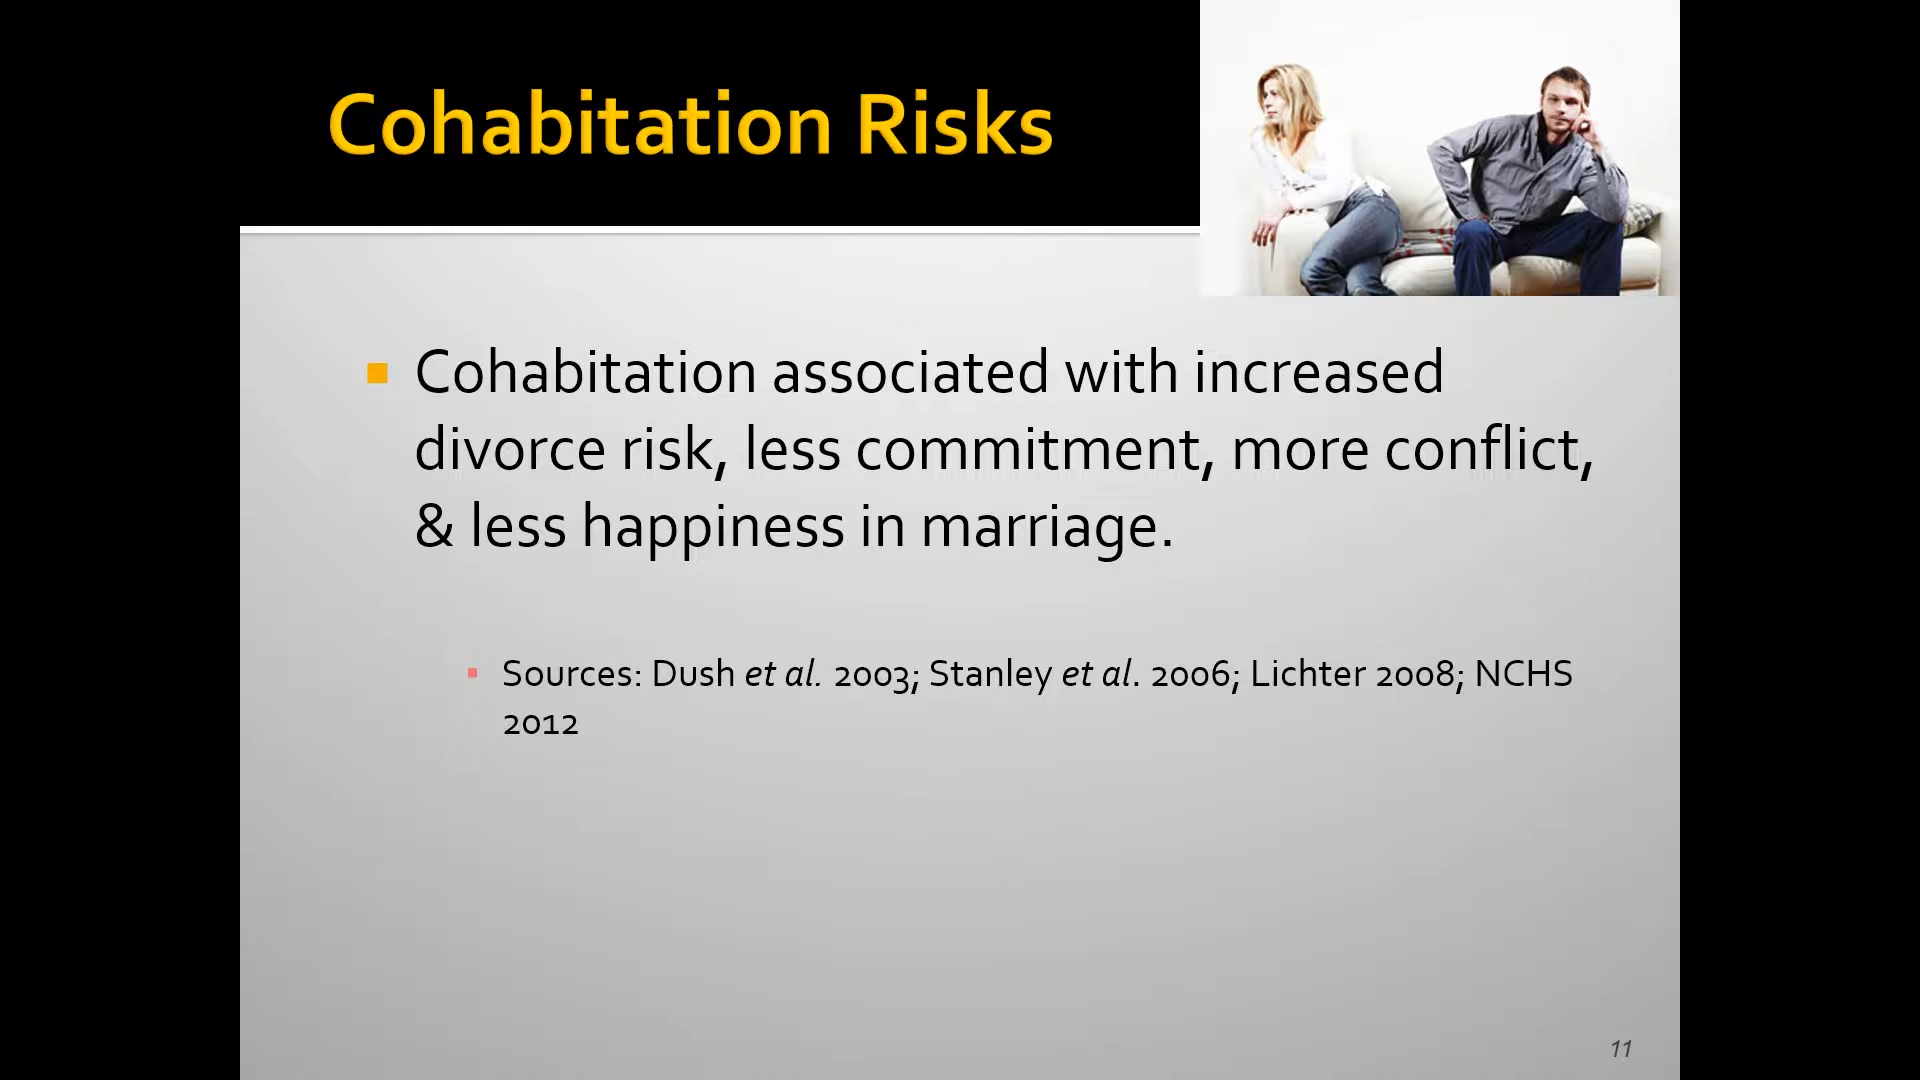 Cohabitation Risks
Cohabitation associated with increased
divorce risk, less commitment, more conflict,
& less happiness in marriage.
Sources: Dush et al. 2003; Stanley et al. 2006; Lichter 2008; NCHS
2012
11